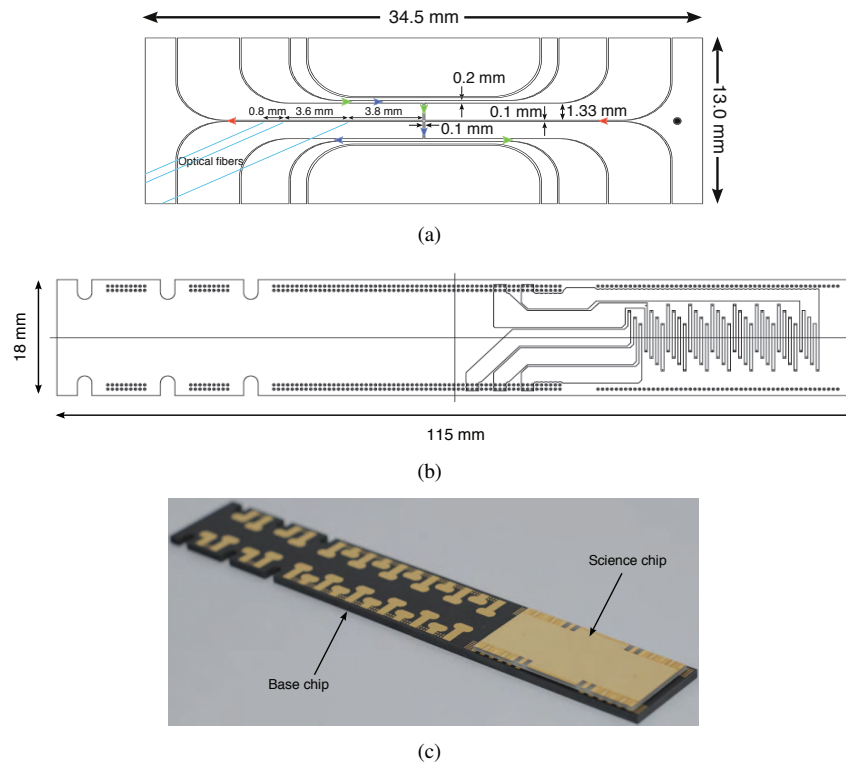 34.5 mm
0.2 mm
0.8 mm 3.6 mm 3.8 mm 0.1 mm 1.33 mm
0.1 mm
13.0 mm
Optical fibers
(a)
18 mm
115 mm
(b)
Science chip
Base chip
(c)